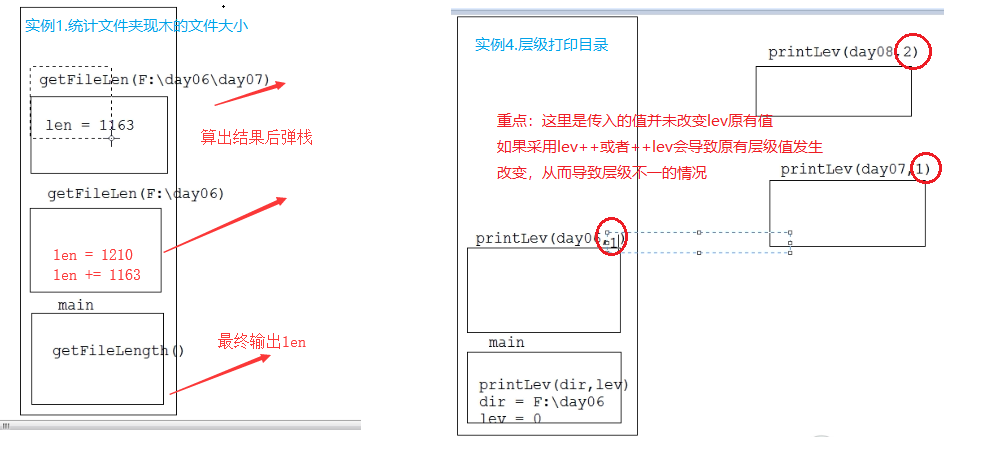 实例1.统计文件夹现木的文件大小
getFileLen(F:\day06\day07)
len = 1163
算出结果后弹栈
getFileLen(F:\day06)
len = 1210
len += 1163
main
getFileLength()
最终输出len
实例4.层级打印目录
printLev(day08,2)
重点：这里是传入的值并未改变lev原有值
如果采用lev++或者++lev会导致原有层级值发生
改变，从而导致层级不一的情况
printLev(day07,1)
printLev(day06,1)
main
printLev(dir,lev)
dir = F:\day06
lev = 0